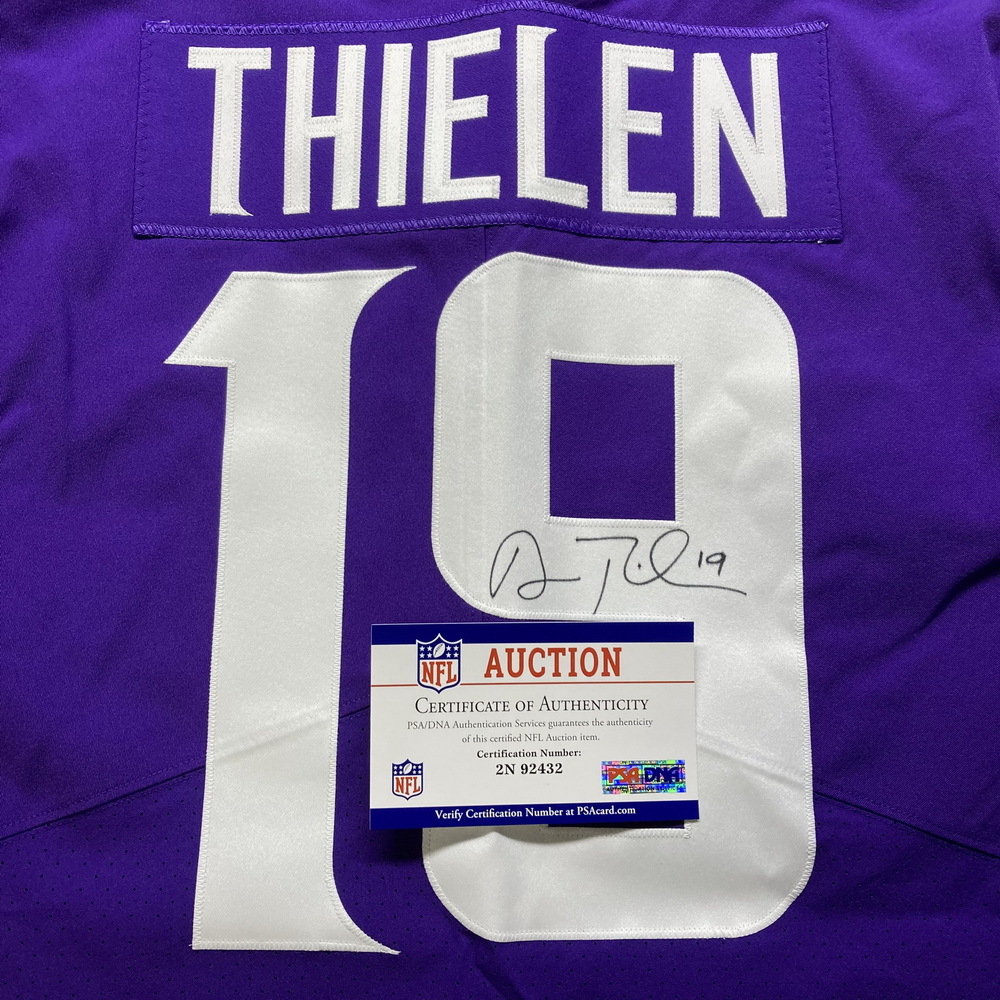 THIELEN
19
19
NFL AUCTION
CERTIFICATE OF AUTHENTICITY
PSA/DNA Authentication Services guarantees the authenticity
of this certified NFL Auction item.
Certification Number:
2N 92432
NFL
PSA DNA
Verify Certification Number at PSAcard.com